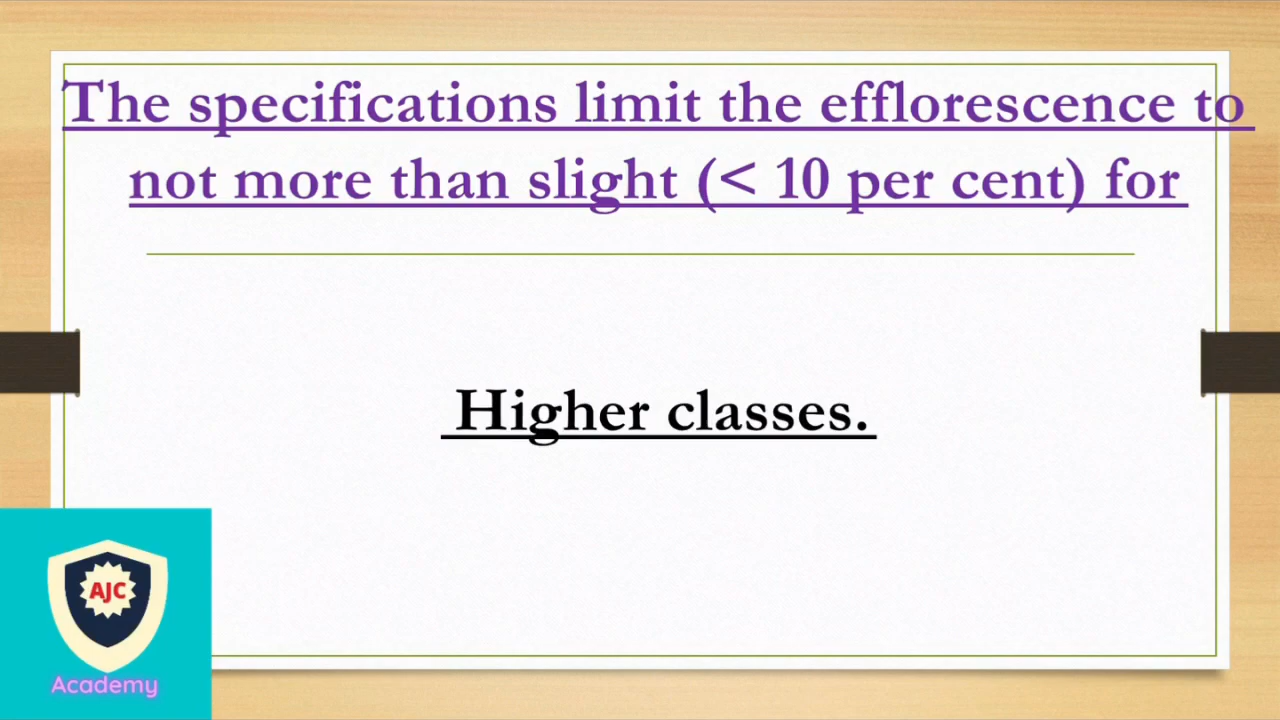 The specifications limit the efflorescence to
not more than slight (< 10 per cent) for
Higher classes.
AJC
Academy